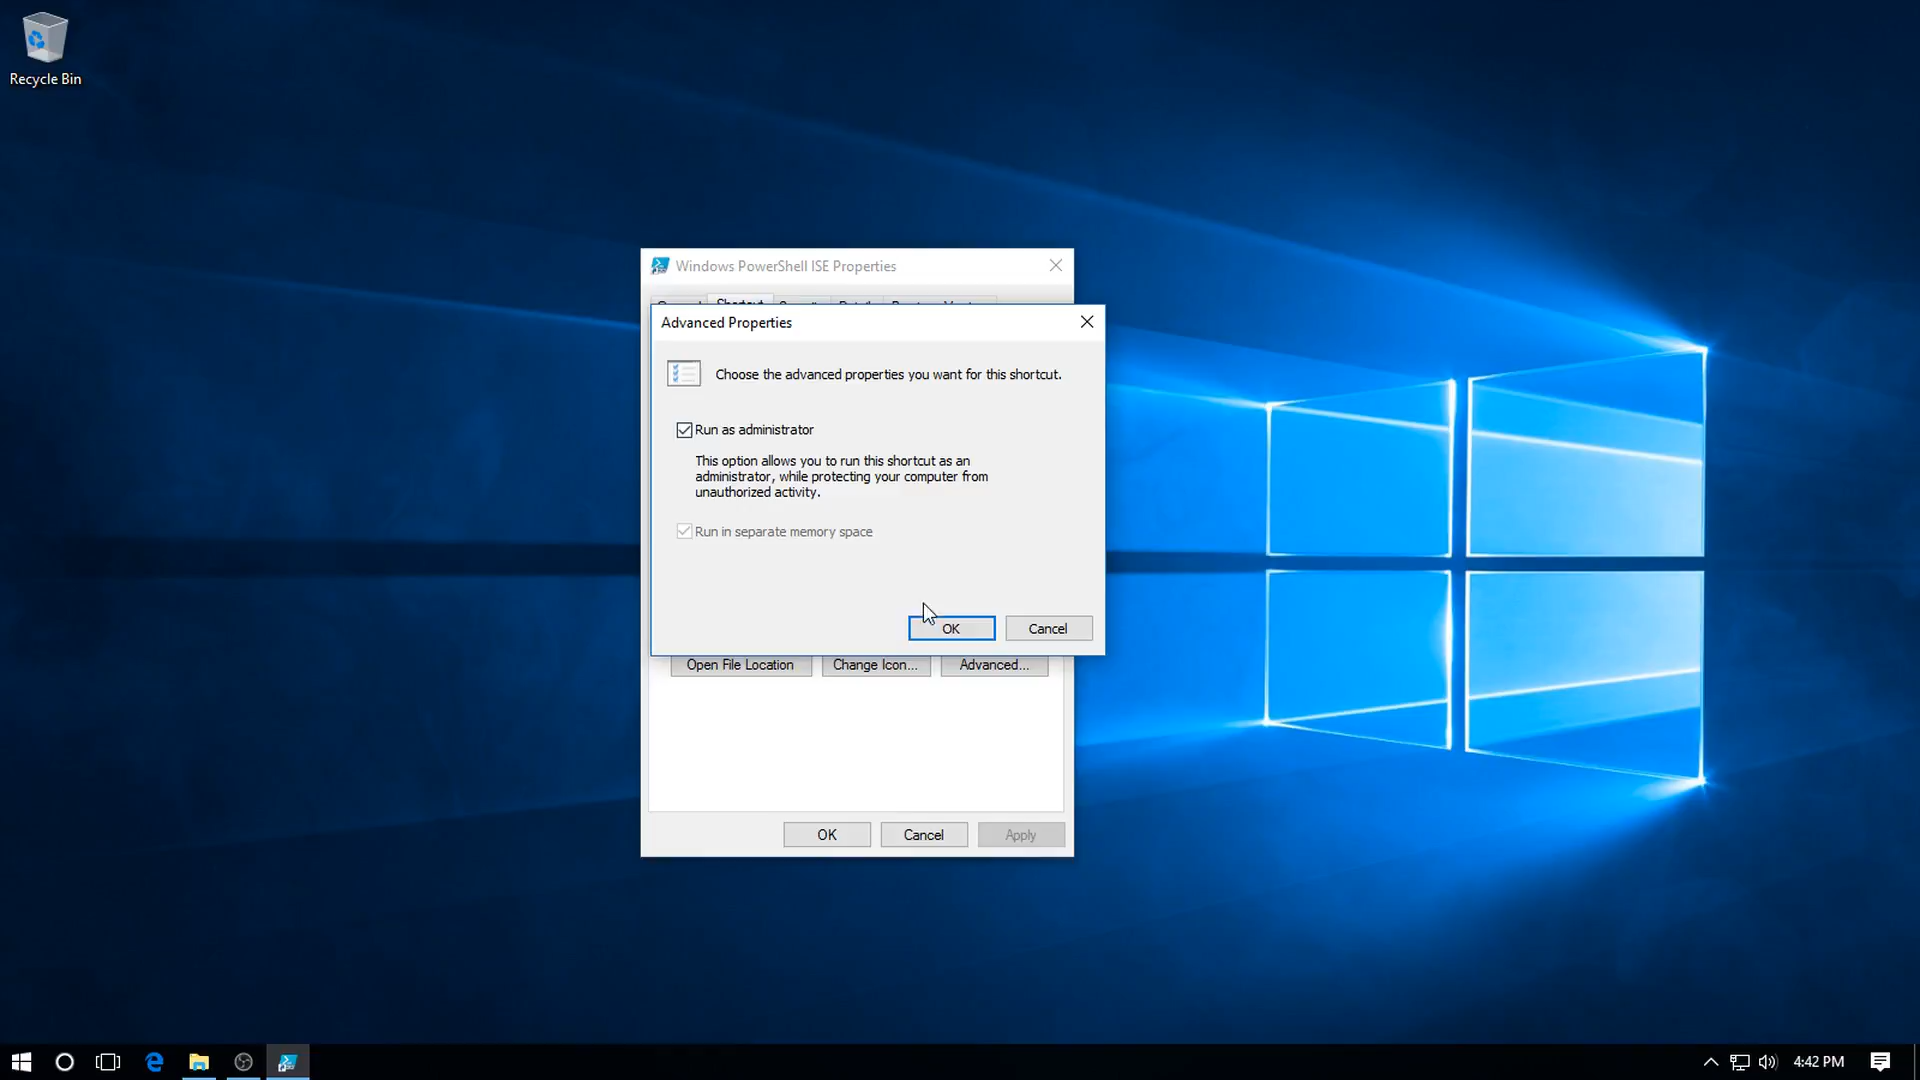 Recycle Bin
Windows PowerShell ISE Properties
Shortcut
Advanced Properties
Choose the advanced properties you want for this shortcut.
Run as administrator
This option allows you to run this shortcut as an
administrator, while protecting your computer from
unauthorized activity.
Run in separate memory space
OK
Cancel
Open File Location
Change Icon...
Advanced...
OK
Cancel
Apply
4:42 PM